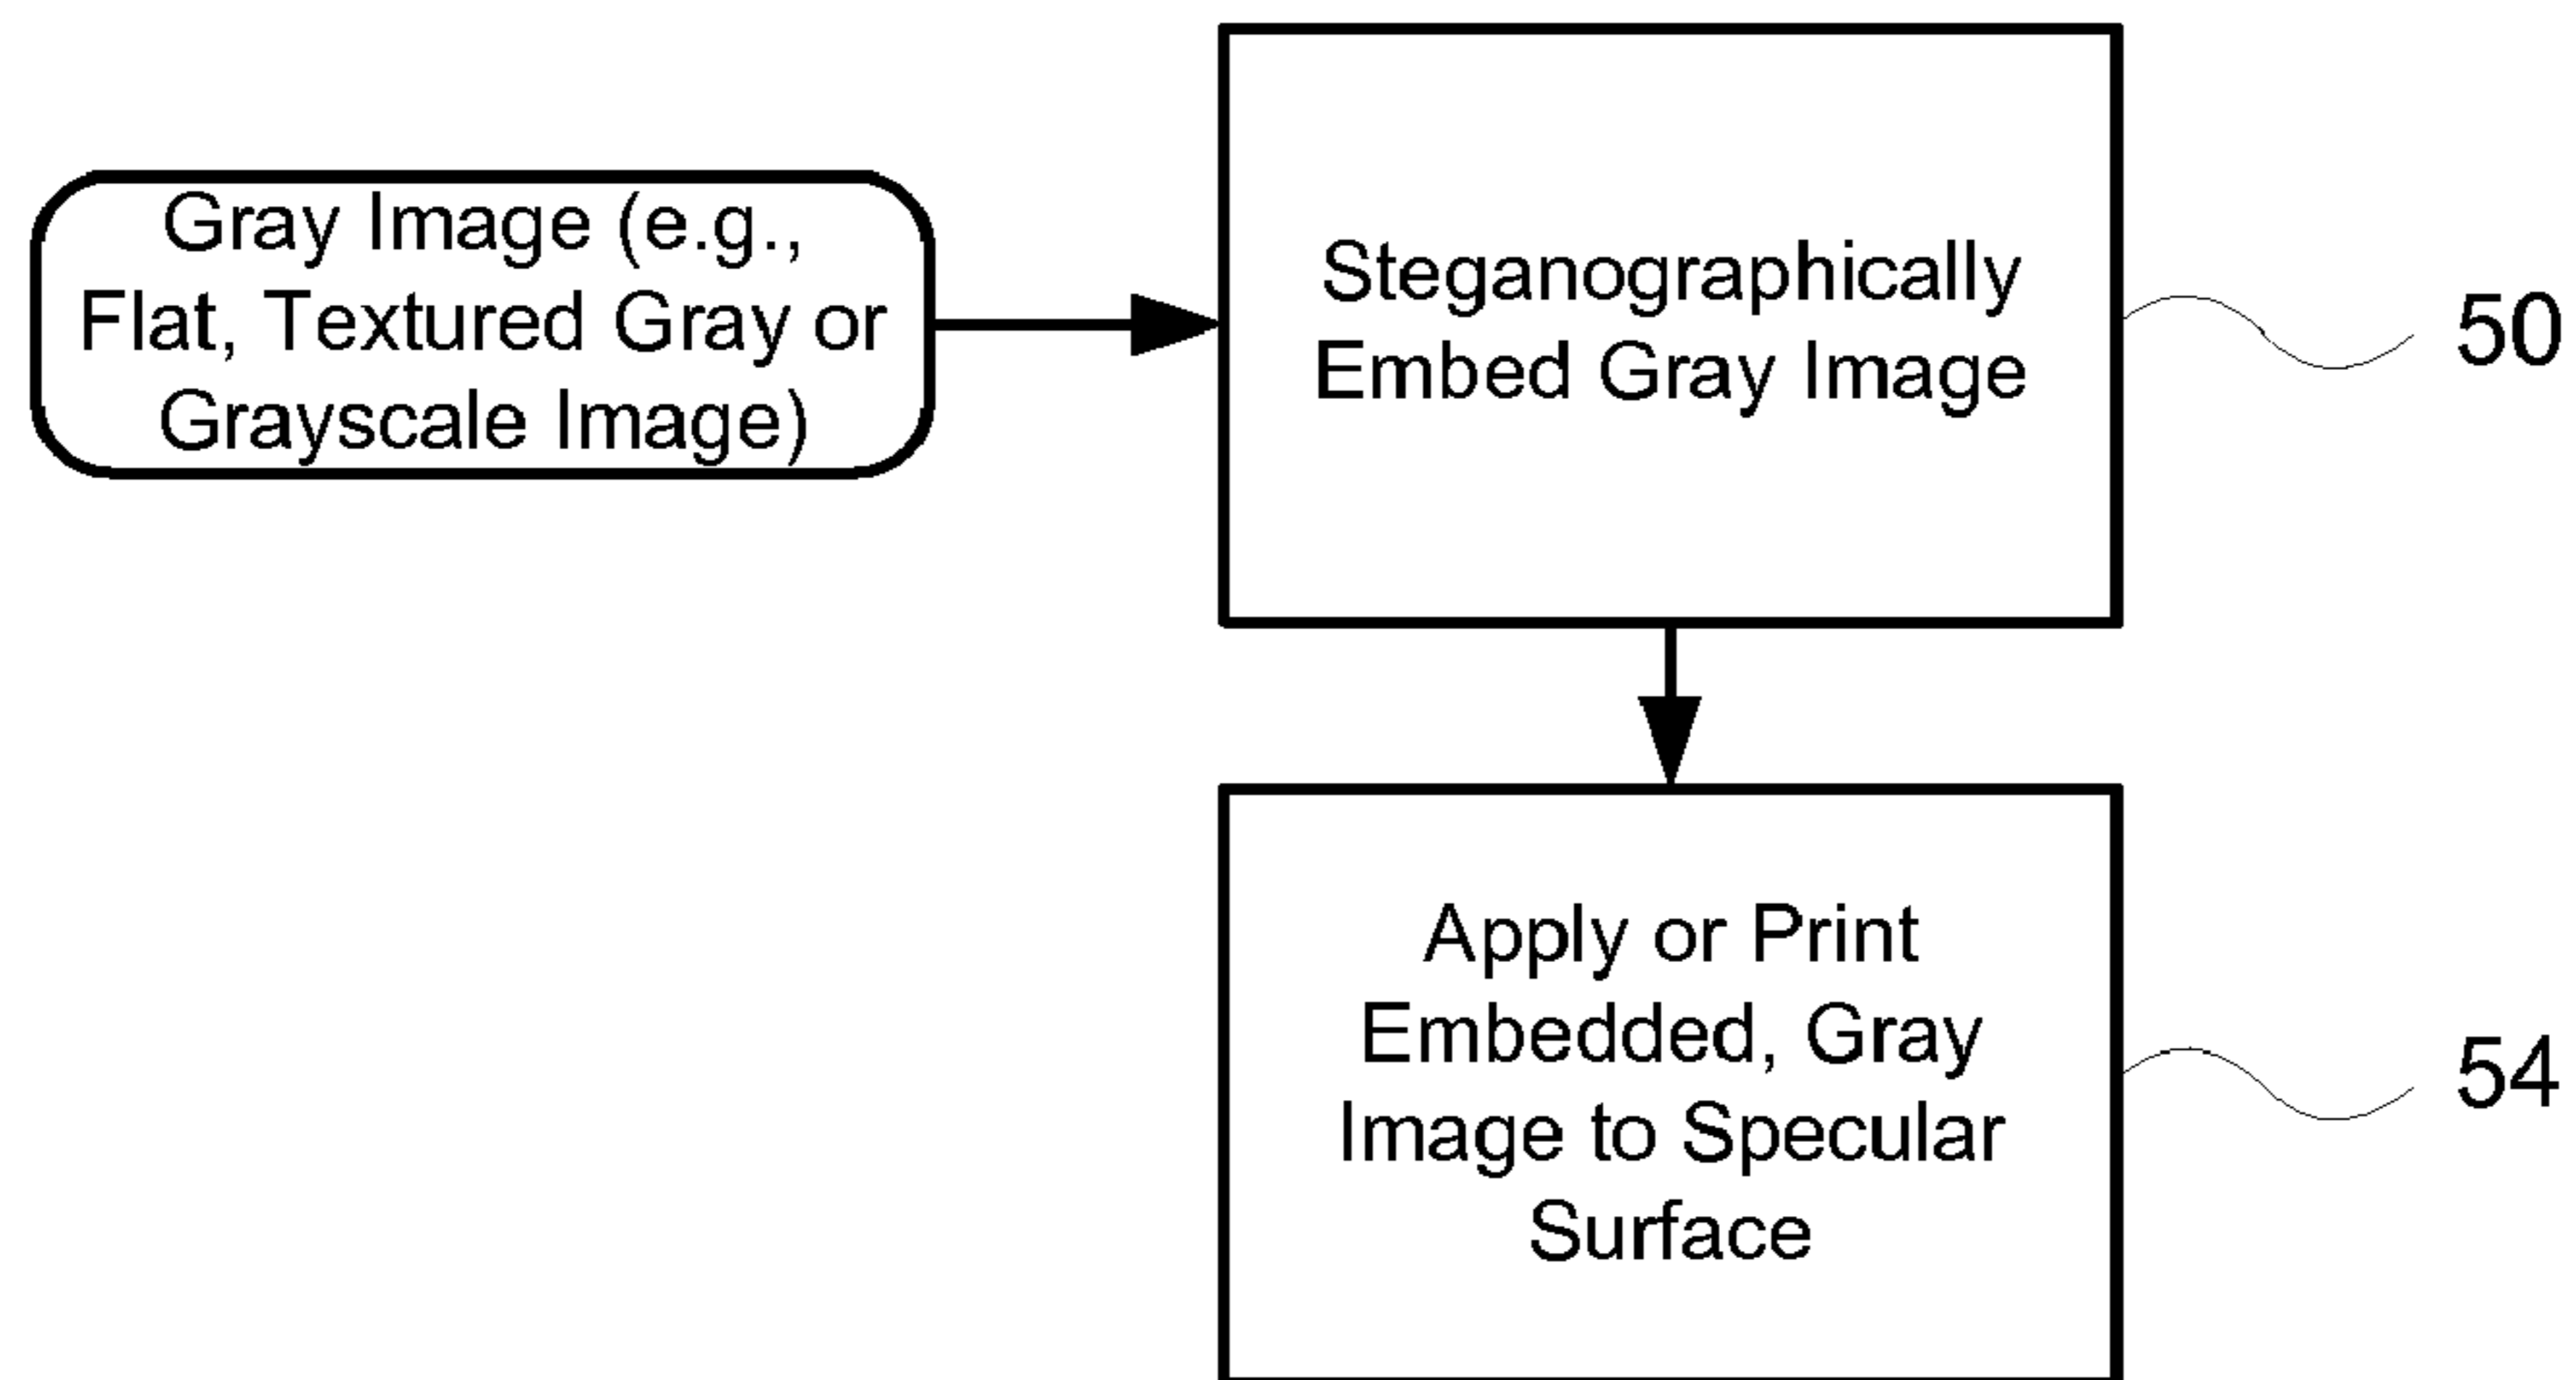 Gray Image (e.g.,
Flat, Textured Gray or
Grayscale Image)
Steganographically
Embed Gray Image
50
Apply or Print
Embedded, Gray
Image to Specular
Surface
54